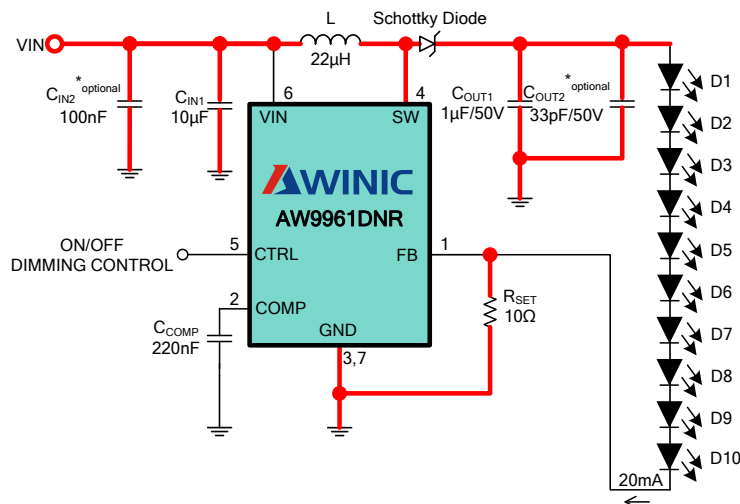 L
Schottky Diode
VIN
22µH
CIN2
*optional
100nF
CIN1
10µF
6
VIN
4
SW
COUT1
1µF/50V
COUT2
*optional
33pF/50V
D1
D2
D3
D4
D5
D6
D7
D8
D9
D10
AWINIC
AW9961DNR
ON/OFF
DIMMING CONTROL
5
CTRL
FB
1
2
COMP
CCOMP
220nF
GND
3,7
RSET
10Ω
20mA